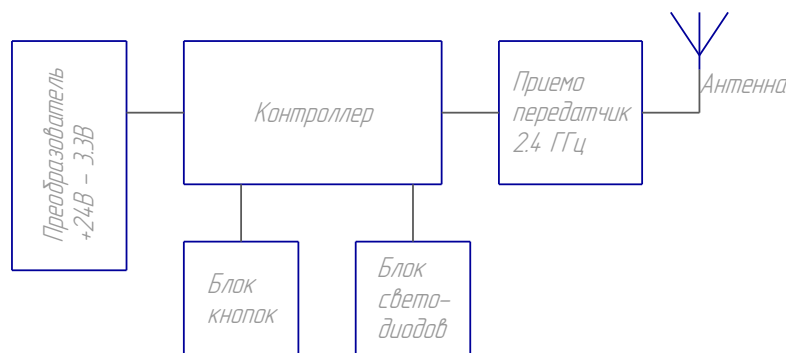 Преобразователь
+24В – 3.3В
Контроллер
Приемо
передатчик
2.4 ГГц
Антенна
Блок
кнопок
Блок
свето-
диодов